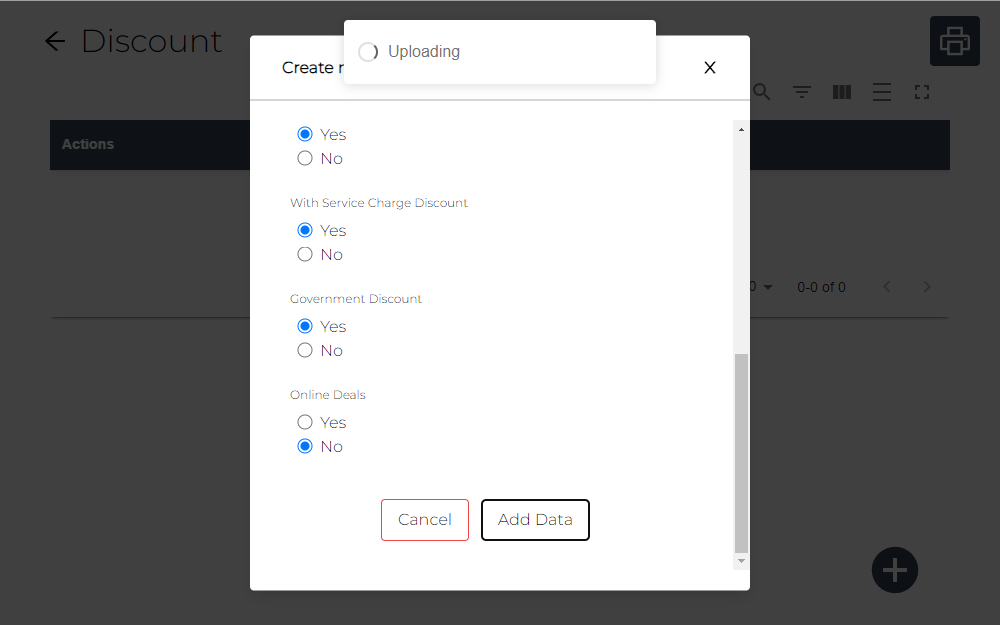 Discount
Uploading
Create
X
Actions
Yes
No
With Service Charge Discount
Yes
No
Government Discount
Yes
No
0-0 of 0
Online Deals
Yes
No
Cancel
Add Data